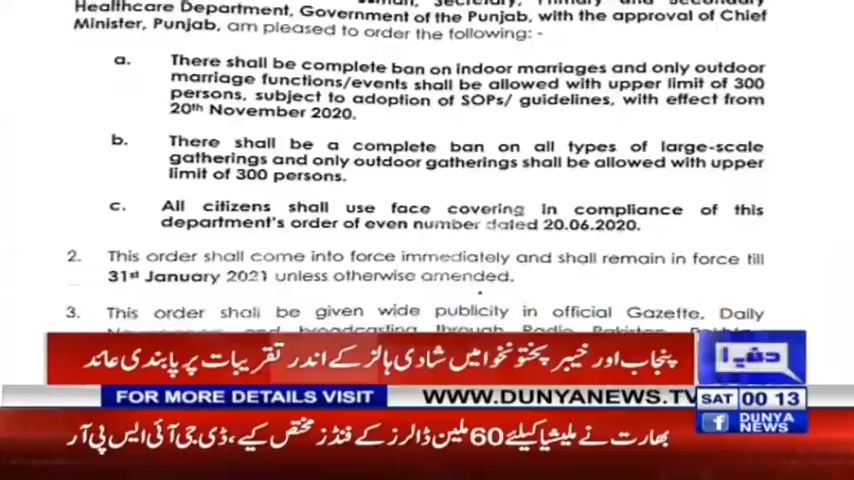 Healthcare Department, Government of the Punjab, with the approval of Chief
Minister, Punjab, am pleased to order the following: -
a. There shall be complete ban on indoor marriages and only outdoor
marriage functions/events shall be allowed with upper limit of 300
persons, subject to adoption of SOPs/ guidelines, with effect from
20th November 2020.
b. There shall be a complete ban on all types of large-scale
gatherings and only outdoor gatherings shall be allowed with upper
limit of 300 persons.
c. All citizens shall use face covering in compliance of this
department's order of even number dated 20.06.2020.
2. This order shall come into force immediately and shall remain in force till
31st January 2021 unless otherwise amended.
3. This order shall be given wide publicity in official Gazette, Daily
پنجاب اور خیبر پختونخوا میں شادی ہالز کے اندر تقریبات پر پابندی عائد
دنیا
FOR MORE DETAILS VISIT
WWW.DUNYANEWS.TV
SAT 00 13
f DUNYA NEWS
بھارت نے ملیشیا کیلئے 60 ملین ڈالرز کے فنڈز مختص کیے، ڈی جی آئی ایس پی آر